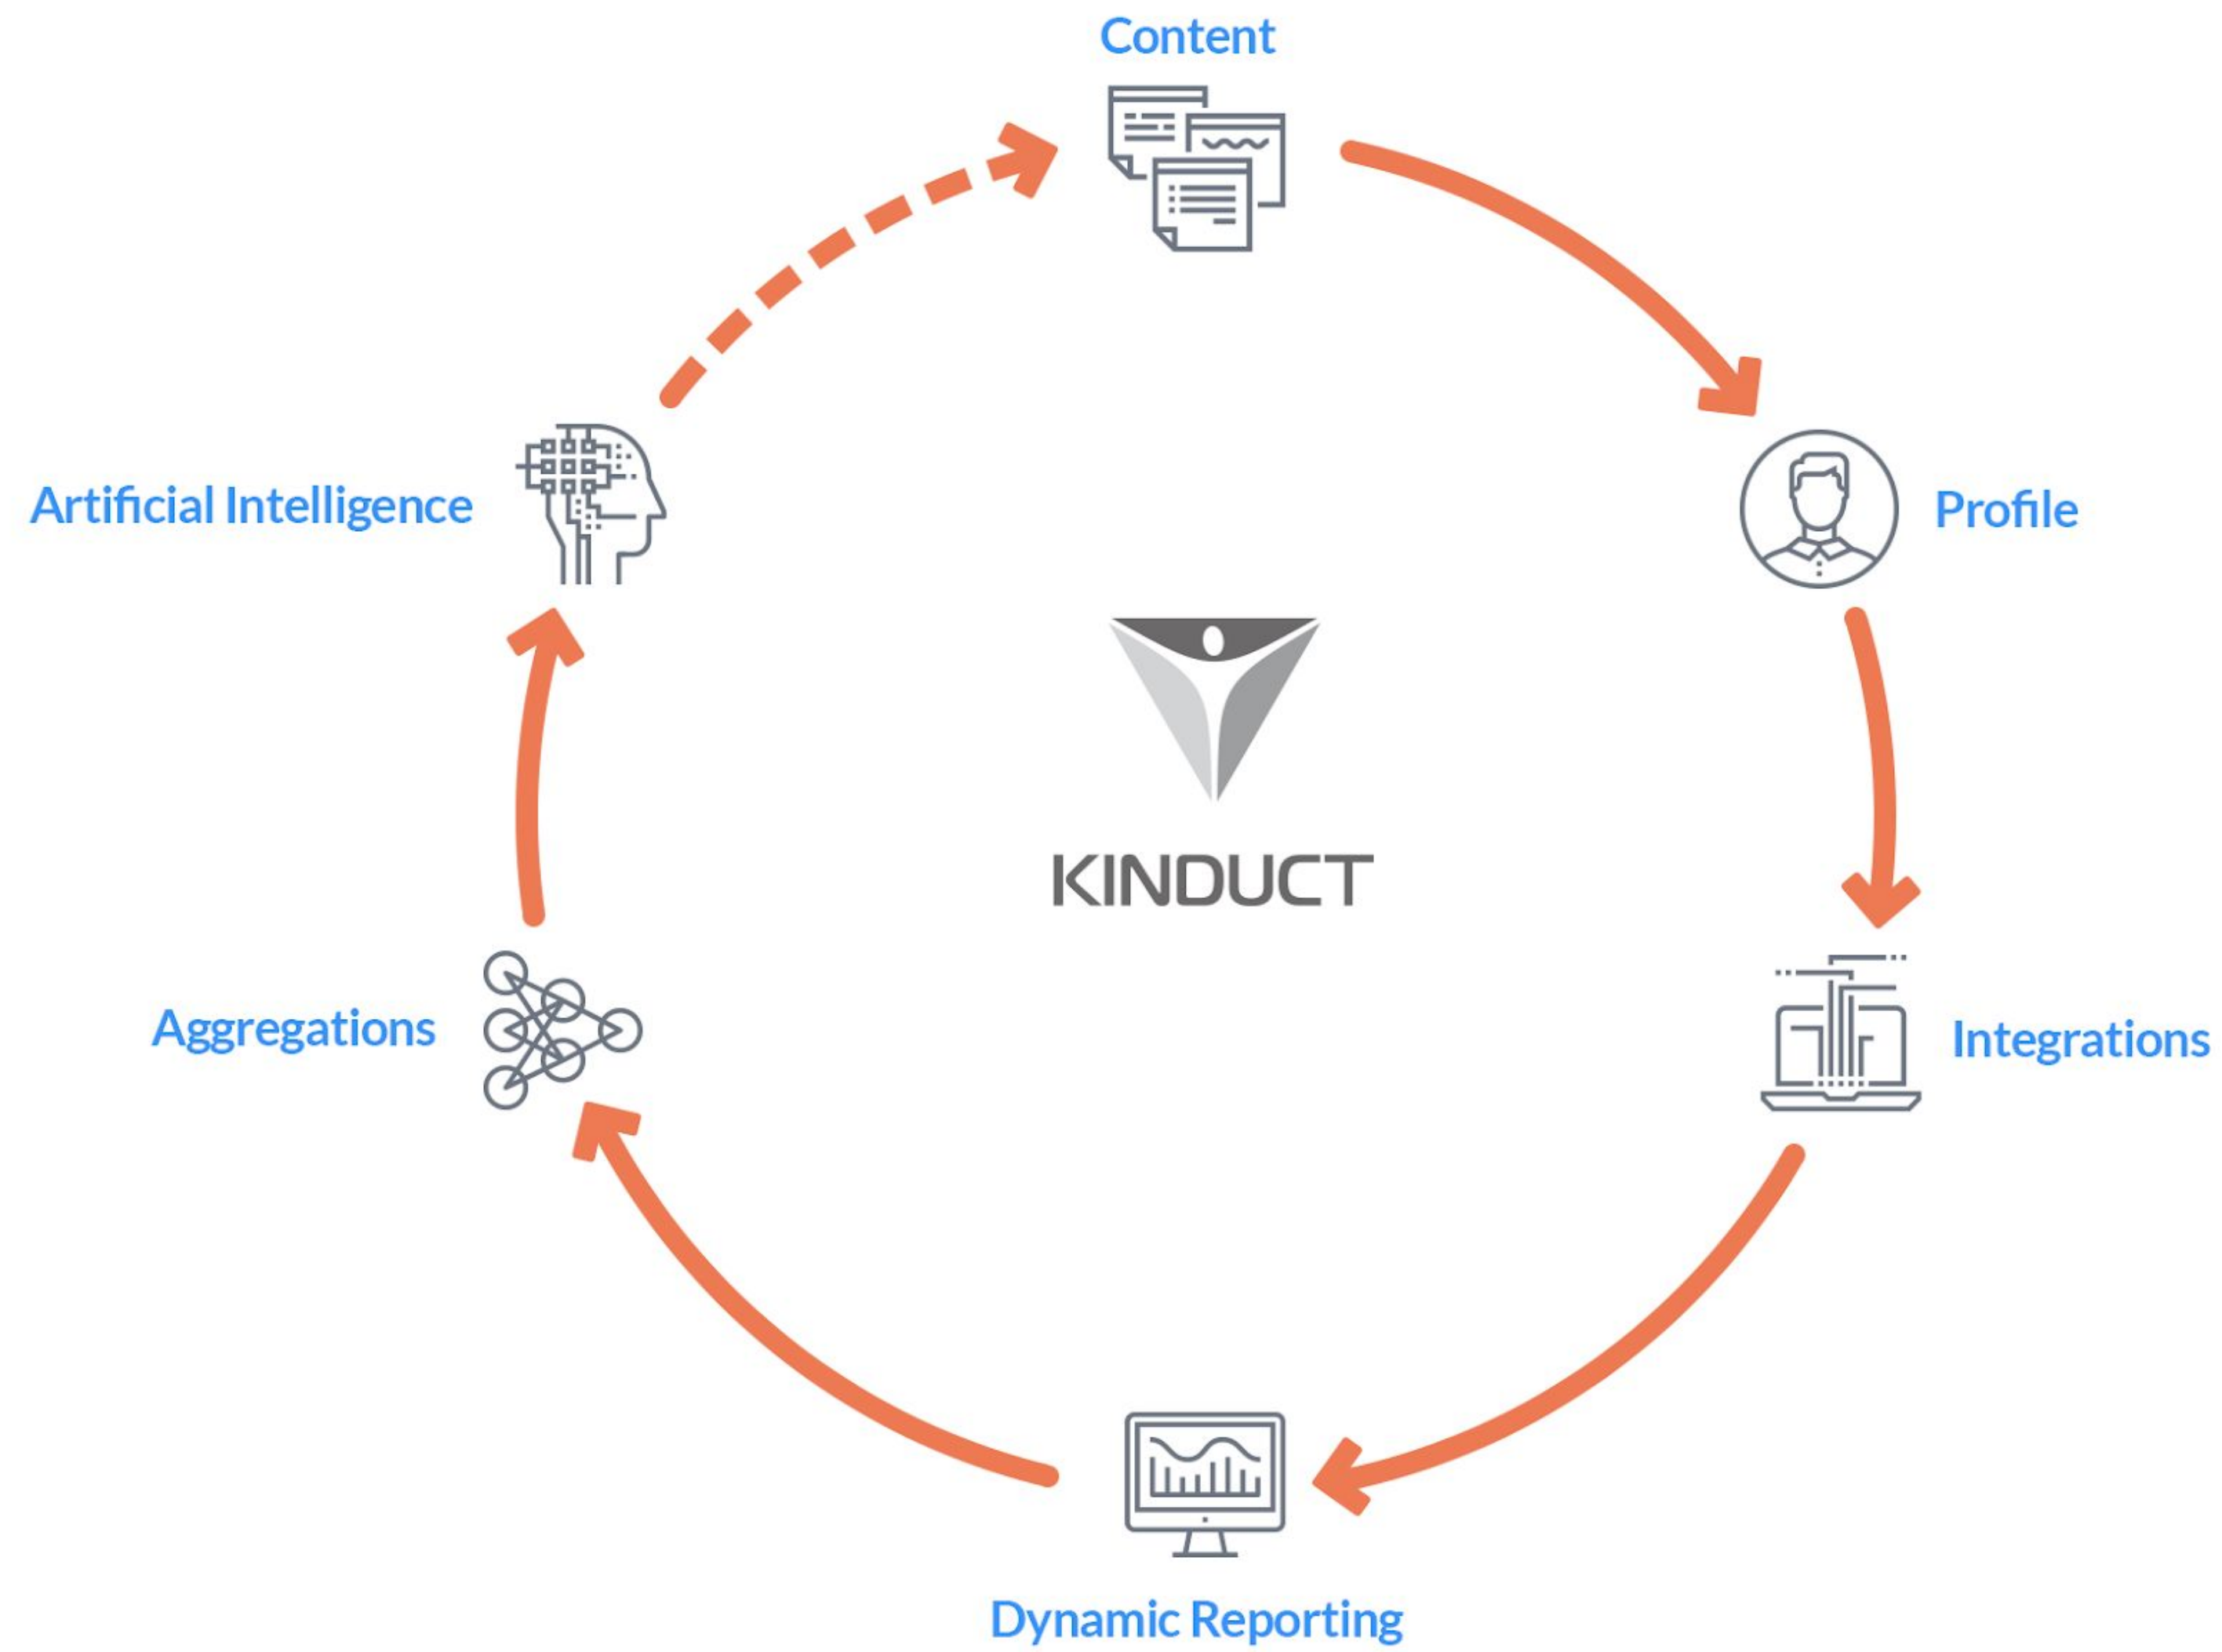 Content
Profile
Integrations
Dynamic Reporting
Aggregations
Artificial Intelligence
KINDUCT